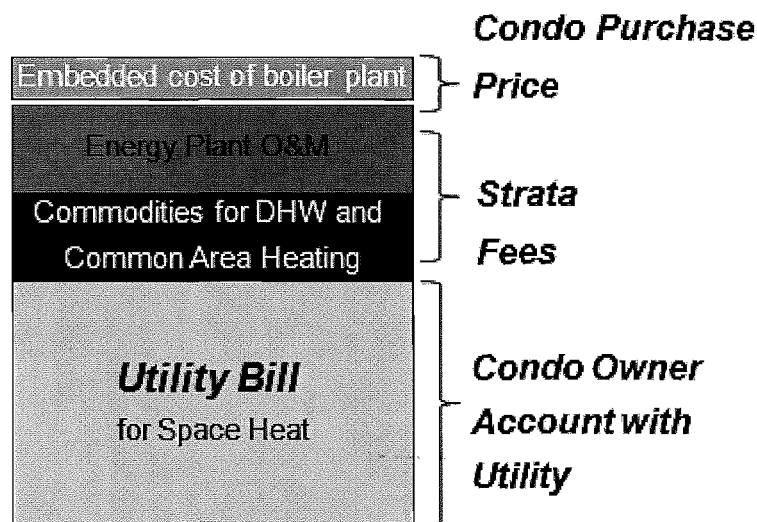 Condo Purchase
Price
Embedded cost of boiler plant
Energy Plant O&M
Strata
Fees
Commodities for DHW and
Common Area Heating
Utility Bill
for Space Heat
Condo Owner
Account with
Utility